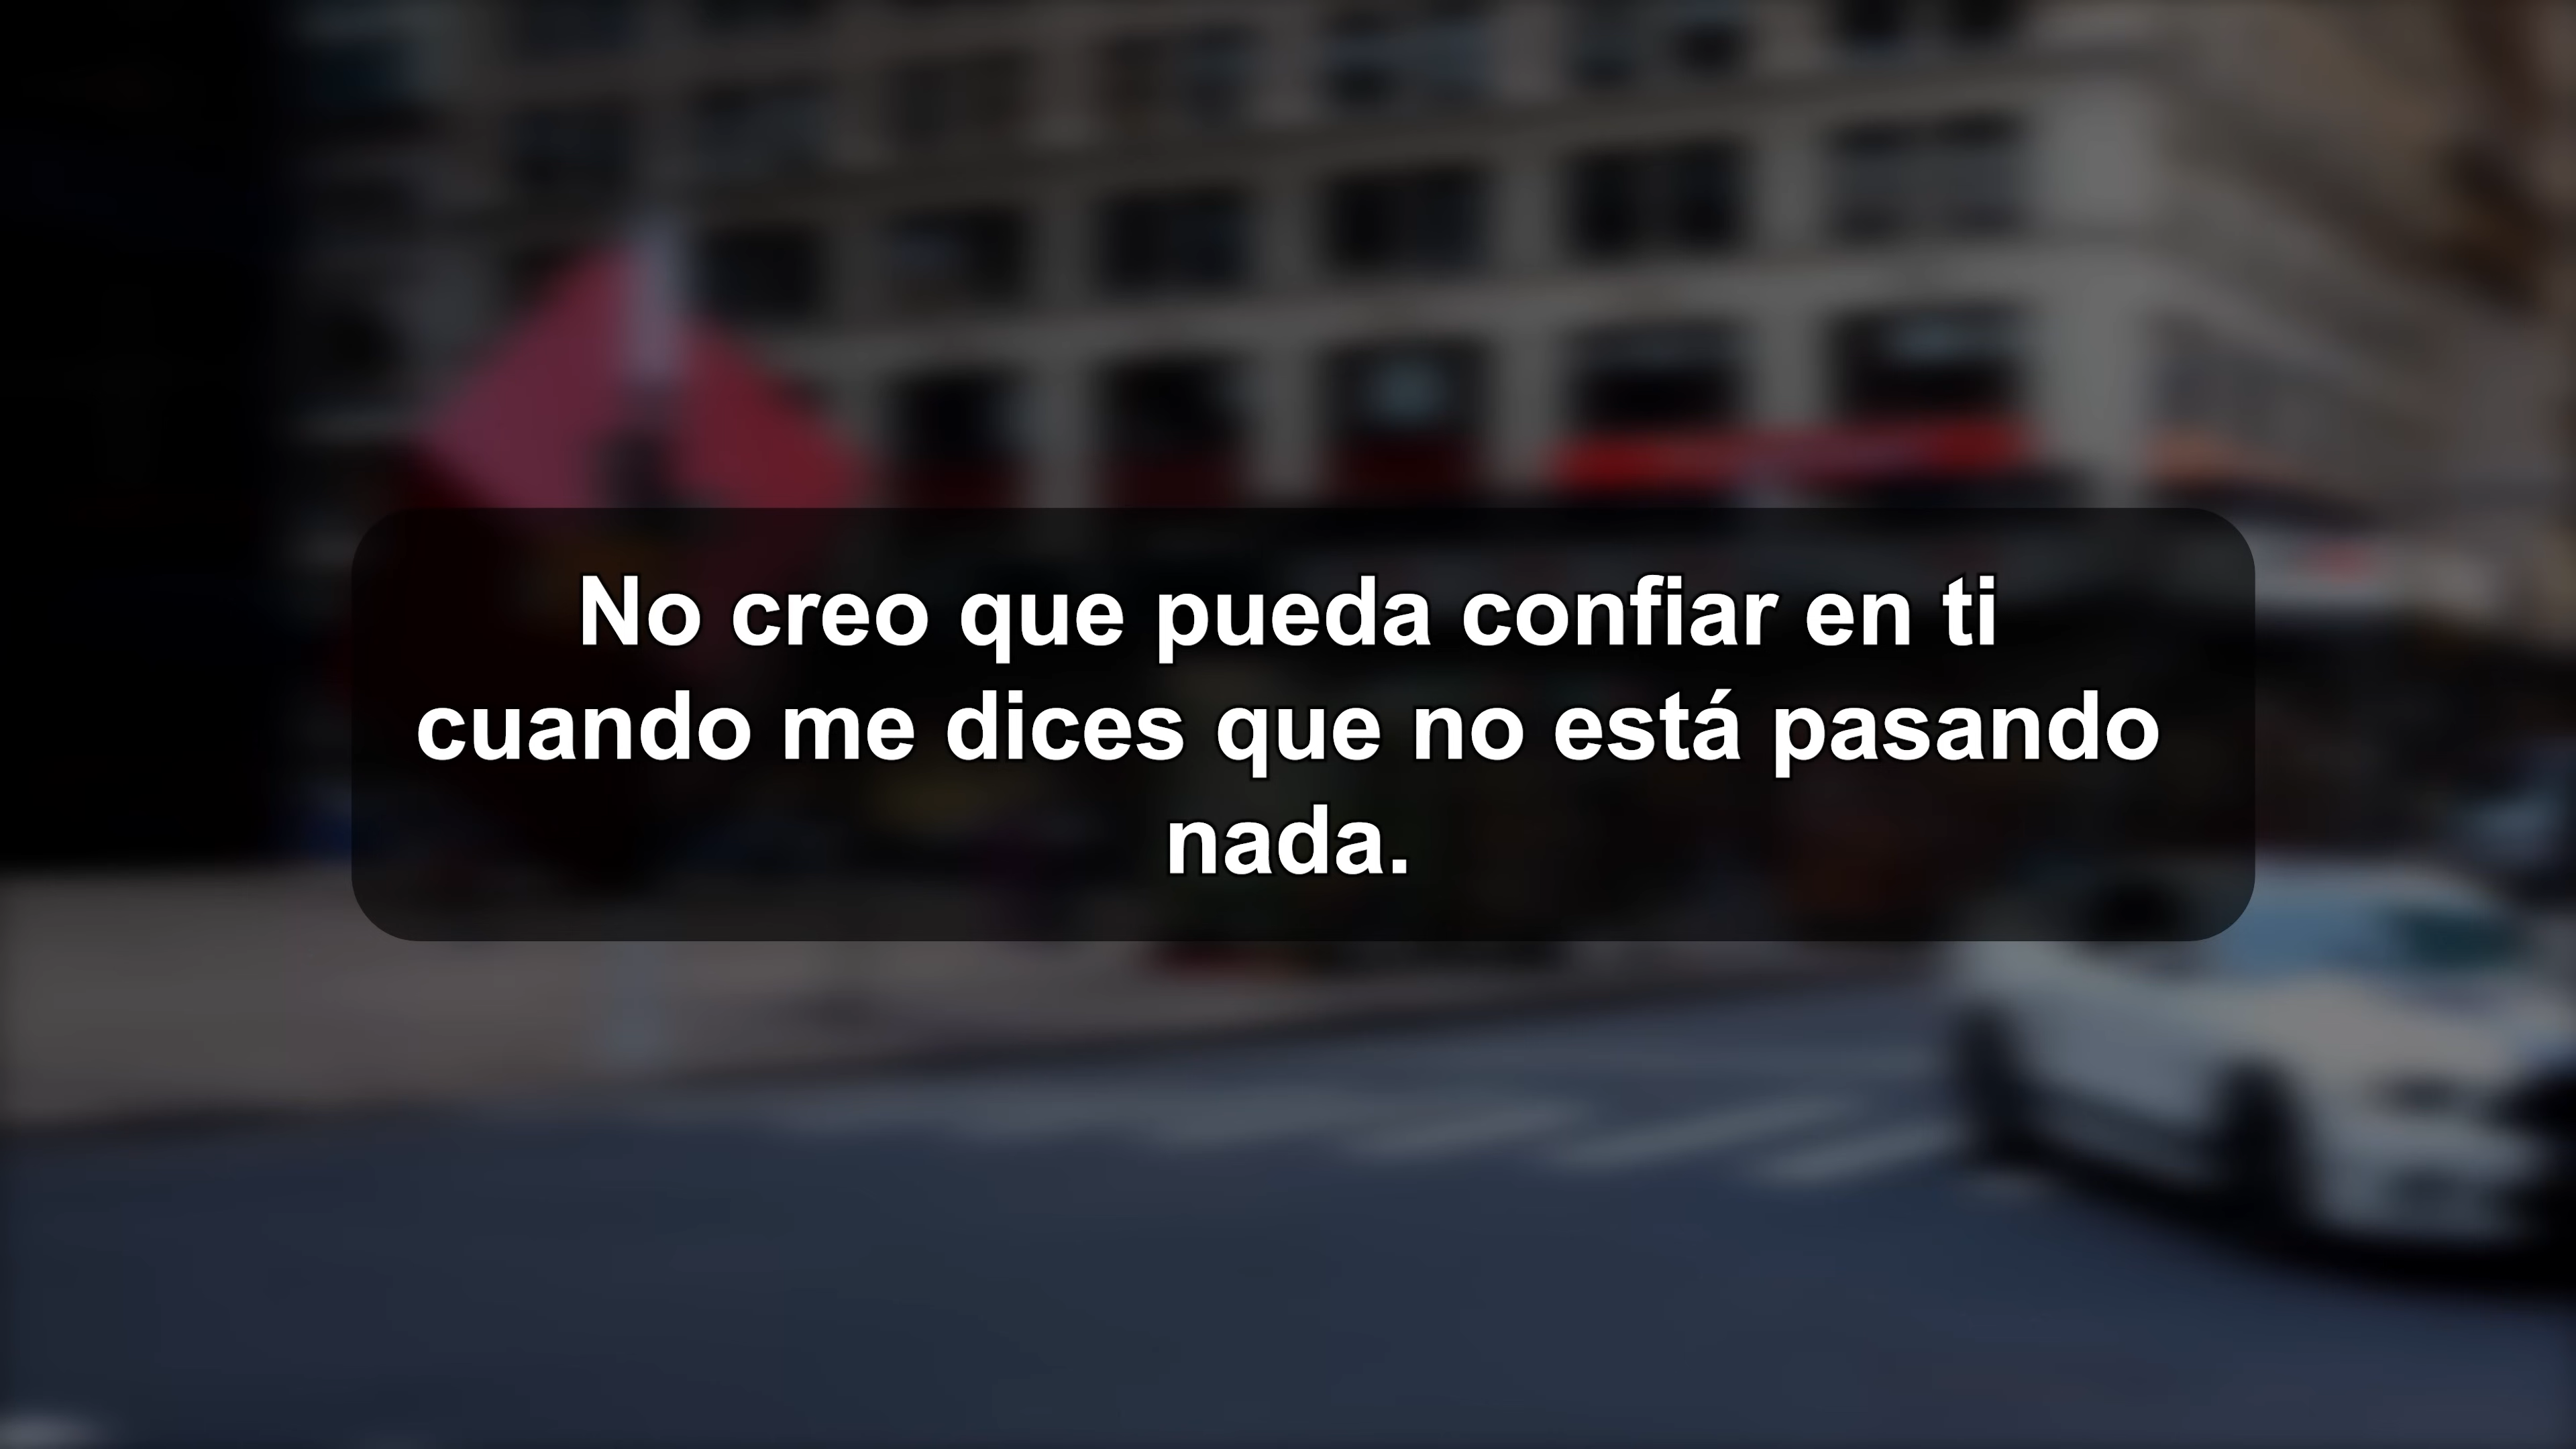 No creo que pueda confiar en ti
cuando me dices que no está pasando
nada.